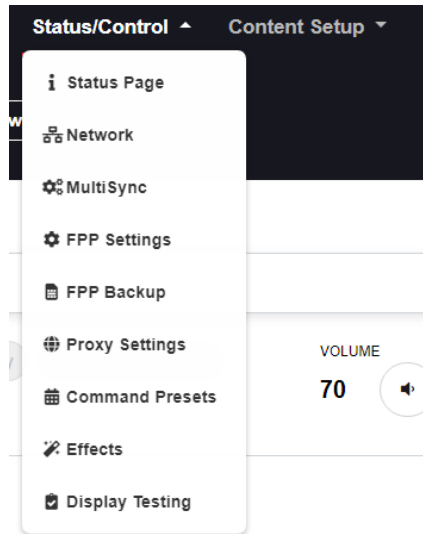 Status/Control
Content Setup
Status Page
Network
MultiSync
FPP Settings
FPP Backup
Proxy Settings
VOLUME
70
Command Presets
Effects
Display Testing